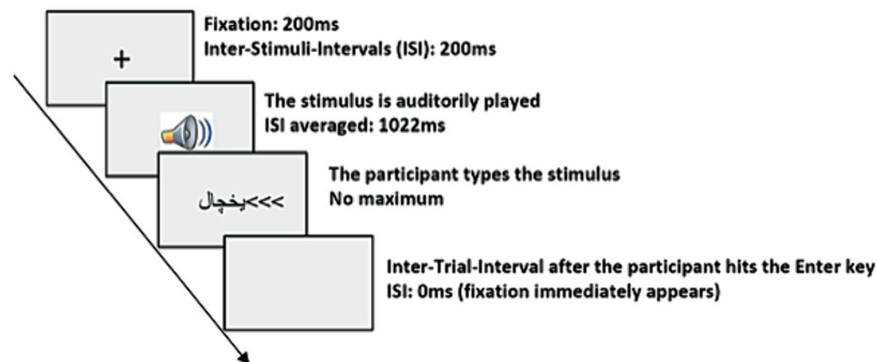 Fixation: 200ms
Inter-Stimuli-Intervals (ISI): 200ms
+
The stimulus is auditorily played
ISI averaged: 1022ms
The participant types the stimulus
No maximum
یخچال<<<
Inter-Trial-Interval after the participant hits the Enter key
ISI: 0ms (fixation immediately appears)